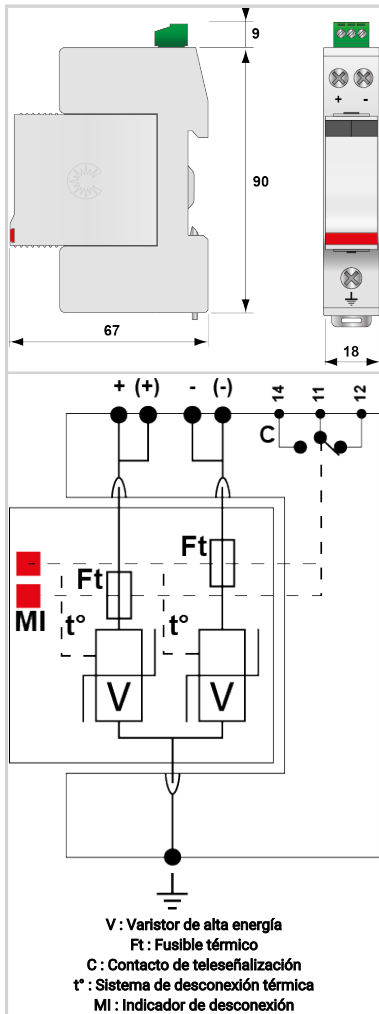 9
+ -
90
67
18
+ (+) - (-) 14 11 12
C
Ft Ft
MI t° t°
V V
V : Varistor de alta energía
Ft : Fusible térmico
C : Contacto de teleseñalización
t° : Sistema de desconexión térmica
MI : Indicador de desconexión